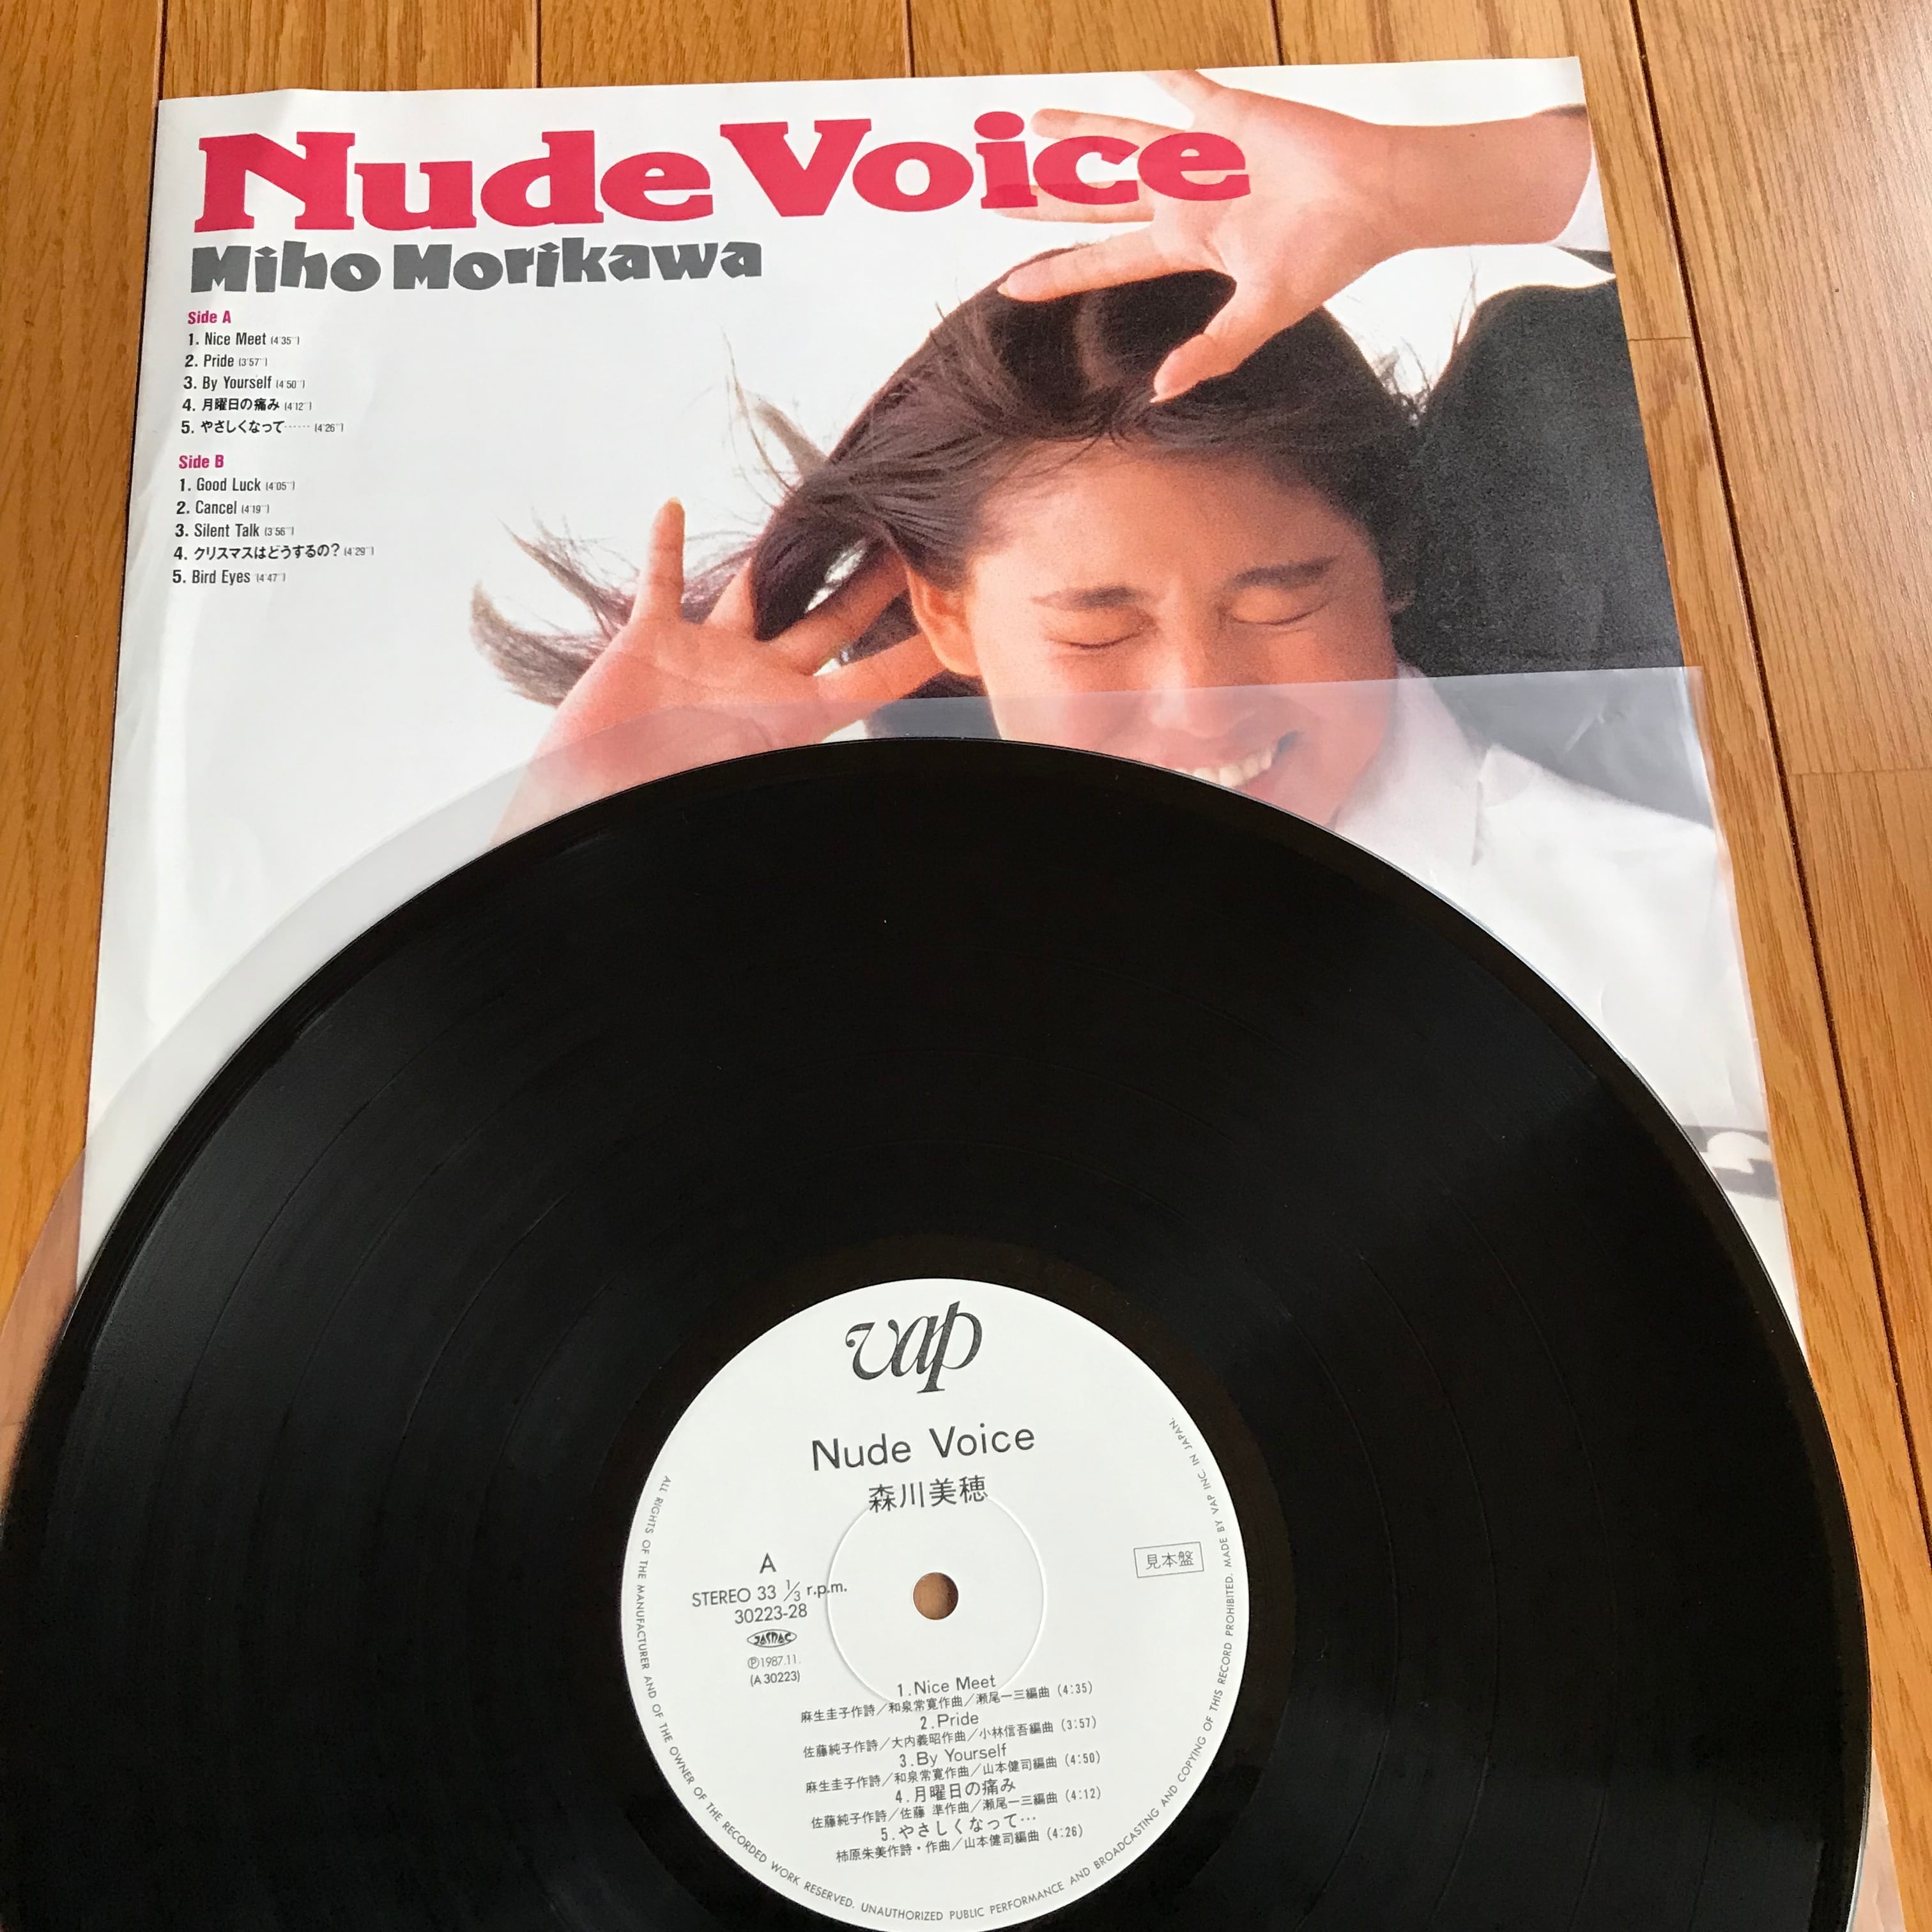 Nude Voice
Miho Morikawa
Side A
1. Nice Meet (4'35")
2. Pride (3'57")
3. By Yourself (4'50")
4. 月曜日の痛み (4'12")
5. やさしくなって…… (4'26")
Side B
1. Good Luck (4'05")
2. Cancel (4'19")
3. Silent Talk (3'56")
4. クリスマスはどうするの? (4'29")
5. Bird Eyes (4'47")
vap
Nude Voice
森川美穂
A
STEREO 33 1/3 r.p.m.
30223-28
JASRAC
Ⓟ1987.11.
(A 30223)
見本盤
1.Nice Meet
麻生圭子作詩/和泉常寛作曲/瀬尾一三編曲 (4:35)
2.Pride
佐藤純子作詩/大内義昭作曲/小林信吾編曲 (3:57)
3.By Yourself
麻生圭子作詩/和泉常寛作曲/山本健司編曲 (4:50)
4.月曜日の痛み
佐藤純子作詩/佐藤 準作曲/瀬尾一三編曲 (4:12)
5.やさしくなって…
柿原朱美作詩・作曲/山本健司編曲 (4:26)
ALL RIGHTS OF THE MANUFACTURER AND OF THE OWNER OF THE RECORDED WORK RESERVED. UNAUTHORIZED PUBLIC PERFORMANCE AND BROADCASTING AND COPYING OF THIS RECORD PROHIBITED. MADE BY VAP INC. IN JAPAN.